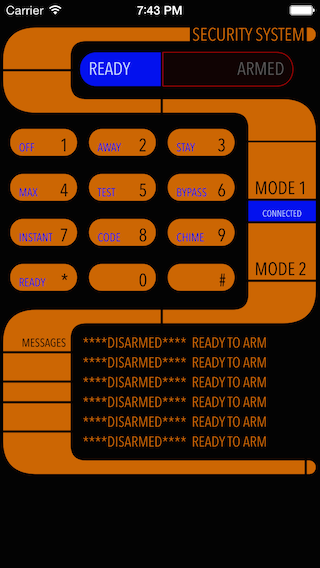 Carrier 7:43 PM
SECURITY SYSTEM
READY ARMED
OFF 1 AWAY 2 STAY 3
MAX 4 TEST 5 BYPASS 6
MODE 1
CONNECTED
INSTANT 7 CODE 8 CHIME 9
MODE 2
READY * 0 #
MESSAGES
****DISARMED**** READY TO ARM
****DISARMED**** READY TO ARM
****DISARMED**** READY TO ARM
****DISARMED**** READY TO ARM
****DISARMED**** READY TO ARM
****DISARMED**** READY TO ARM